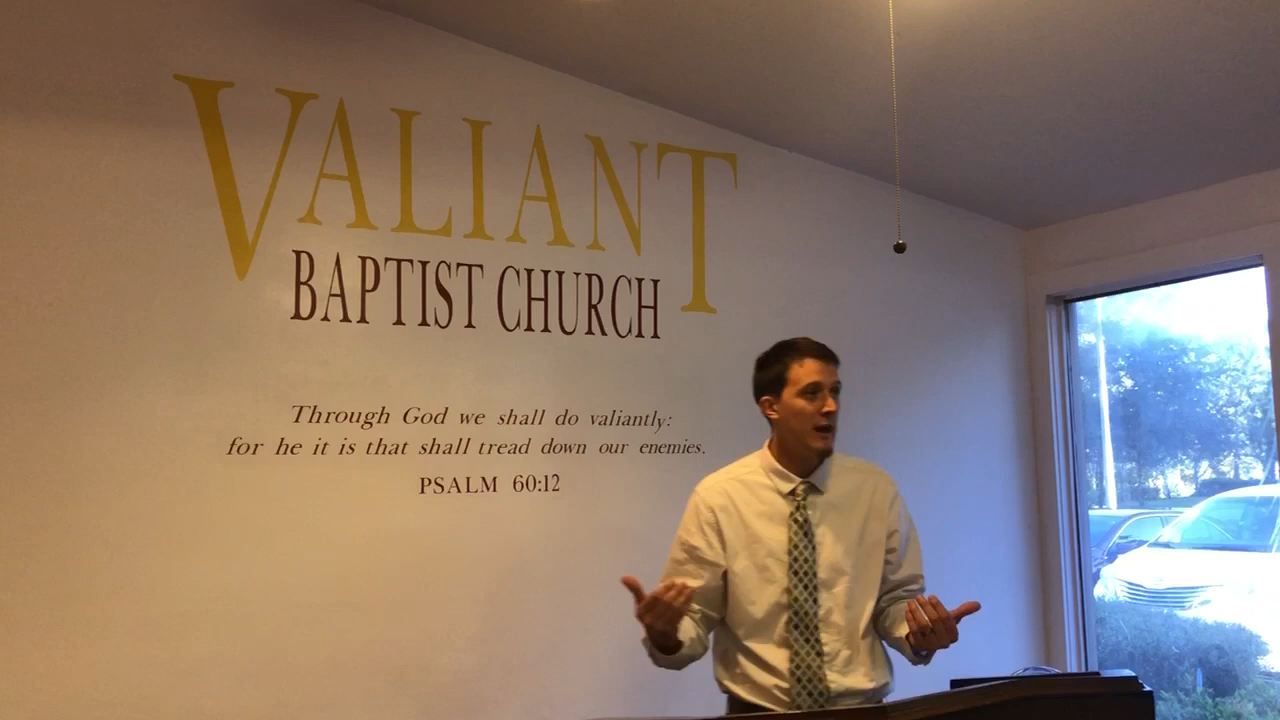 VALIANT
BAPTIST CHURCH
Through God we shall do valiantly:
for he it is that shall tread down our enemies.
PSALM 60:12